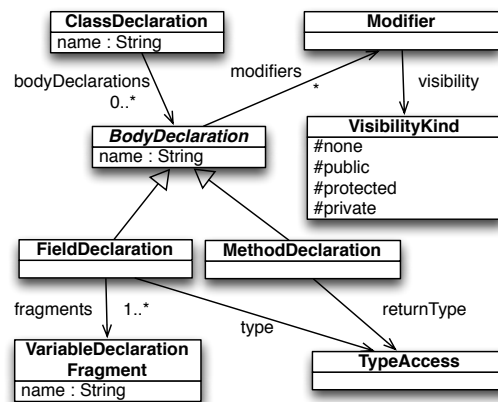 ClassDeclaration
name : String
Modifier
bodyDeclarations
0..*
modifiers
*
visibility
BodyDeclaration
name : String
VisibilityKind
#none
#public
#protected
#private
FieldDeclaration
MethodDeclaration
fragments
1..*
type
returnType
VariableDeclaration
Fragment
name : String
TypeAccess